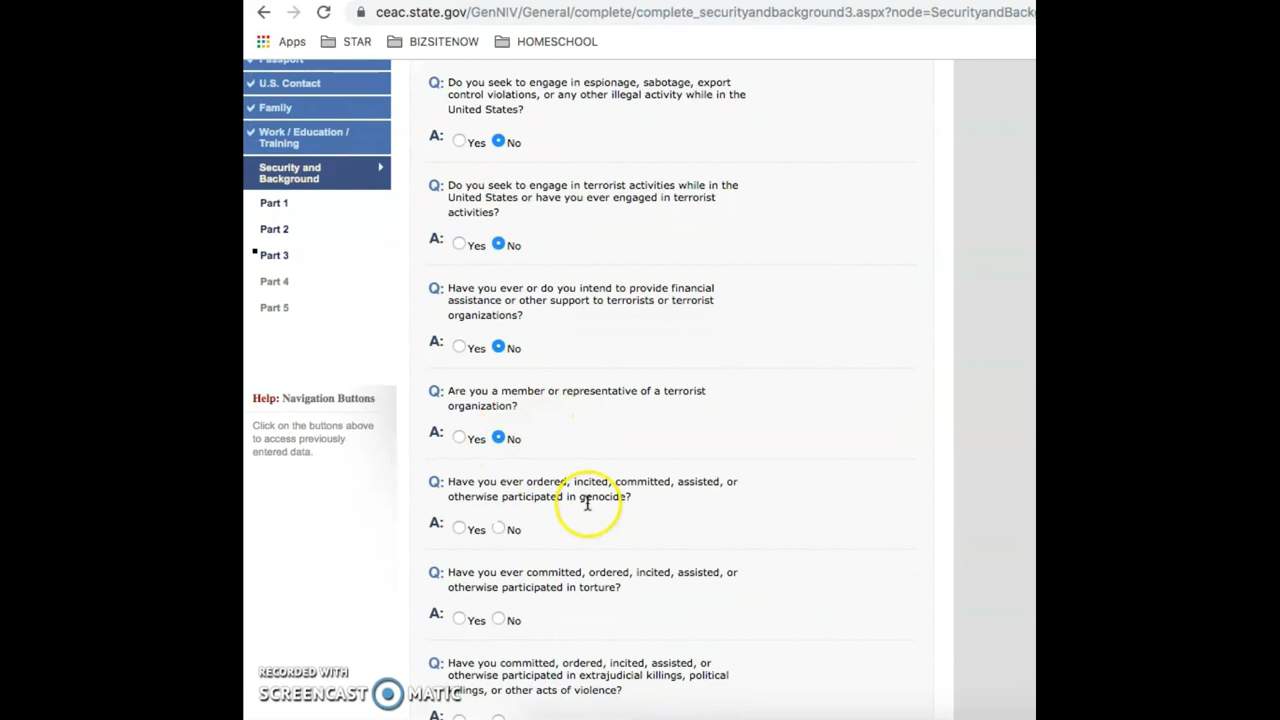 ceac.state.gov/GenNIV/General/complete/complete_securityandbackground3.aspx?node=SecurityandBack
Apps STAR BIZSITENOW HOMESCHOOL
Passport
U.S. Contact
Family
Work / Education /
Training
Security and
Background
Part 1
Part 2
Part 3
Part 4
Part 5
Help: Navigation Buttons
Click on the buttons above
to access previously
entered data.
Q: Do you seek to engage in espionage, sabotage, export
control violations, or any other illegal activity while in the
United States?
A: Yes No
Q: Do you seek to engage in terrorist activities while in the
United States or have you ever engaged in terrorist
activities?
A: Yes No
Q: Have you ever or do you intend to provide financial
assistance or other support to terrorists or terrorist
organizations?
A: Yes No
Q: Are you a member or representative of a terrorist
organization?
A: Yes No
Q: Have you ever ordered, incited, committed, assisted, or
otherwise participated in genocide?
A: Yes No
Q: Have you ever committed, ordered, incited, assisted, or
otherwise participated in torture?
A: Yes No
Q: Have you committed, ordered, incited, assisted, or
otherwise participated in extrajudicial killings, political
killings, or other acts of violence?
A:
RECORDED WITH
SCREENCAST MATIC